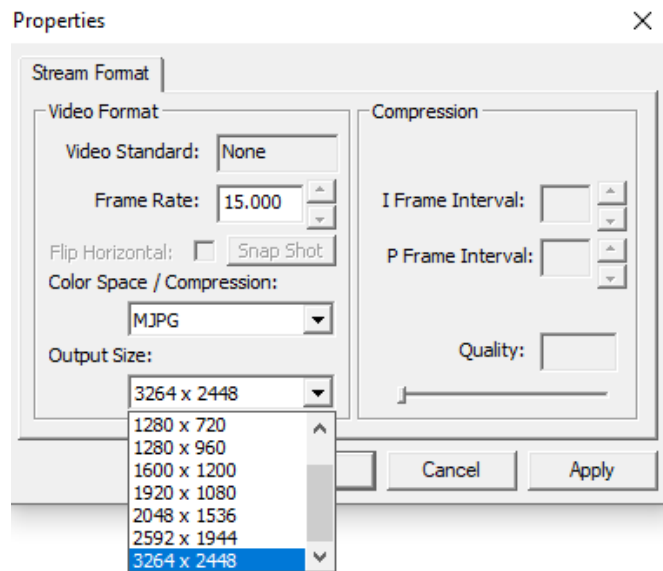 Properties
Stream Format
Video Format
Video Standard: None
Frame Rate: 15.000
Flip Horizontal: Snap Shot
Color Space / Compression:
MJPG
Output Size:
3264 x 2448
1280 x 720
1280 x 960
1600 x 1200
1920 x 1080
2048 x 1536
2592 x 1944
3264 x 2448
Compression
I Frame Interval:
P Frame Interval:
Quality:
Cancel
Apply